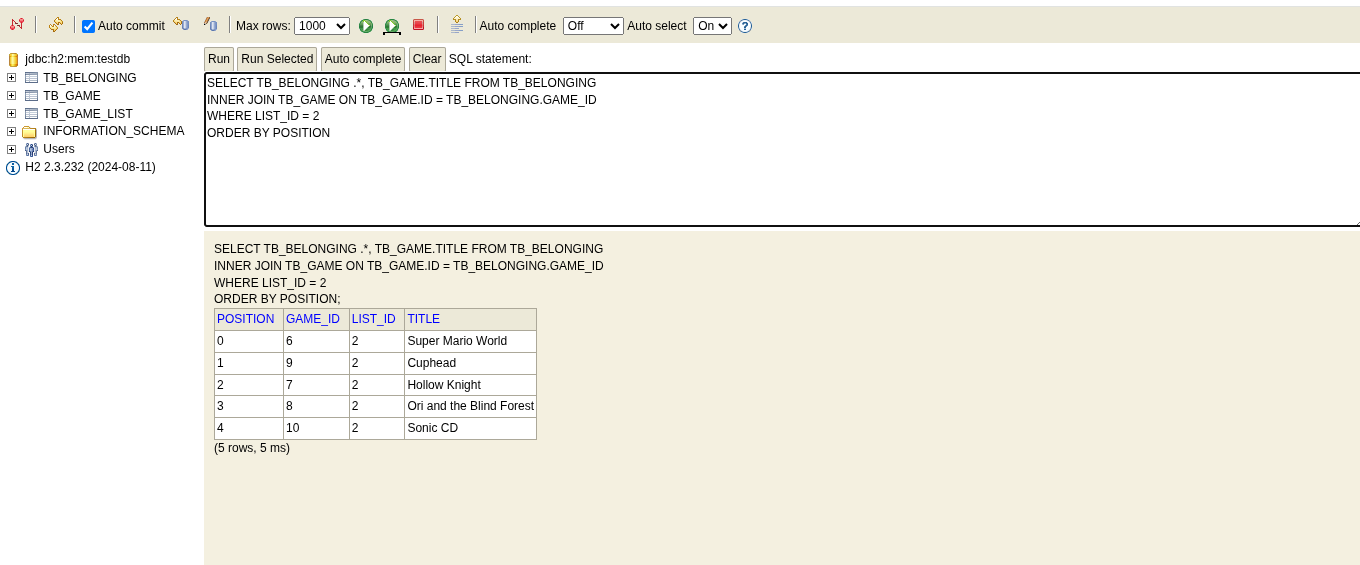 Auto commit Max rows: 1000 Auto complete Off Auto select On ?
jdbc:h2:mem:testdb
TB_BELONGING
TB_GAME
TB_GAME_LIST
INFORMATION_SCHEMA
Users
H2 2.3.232 (2024-08-11)
Run Run Selected Auto complete Clear SQL statement:
SELECT TB_BELONGING .*, TB_GAME.TITLE FROM TB_BELONGING
INNER JOIN TB_GAME ON TB_GAME.ID = TB_BELONGING.GAME_ID
WHERE LIST_ID = 2
ORDER BY POSITION
SELECT TB_BELONGING .*, TB_GAME.TITLE FROM TB_BELONGING
INNER JOIN TB_GAME ON TB_GAME.ID = TB_BELONGING.GAME_ID
WHERE LIST_ID = 2
ORDER BY POSITION;
POSITION GAME_ID LIST_ID TITLE
0 6 2 Super Mario World
1 9 2 Cuphead
2 7 2 Hollow Knight
3 8 2 Ori and the Blind Forest
4 10 2 Sonic CD
(5 rows, 5 ms)